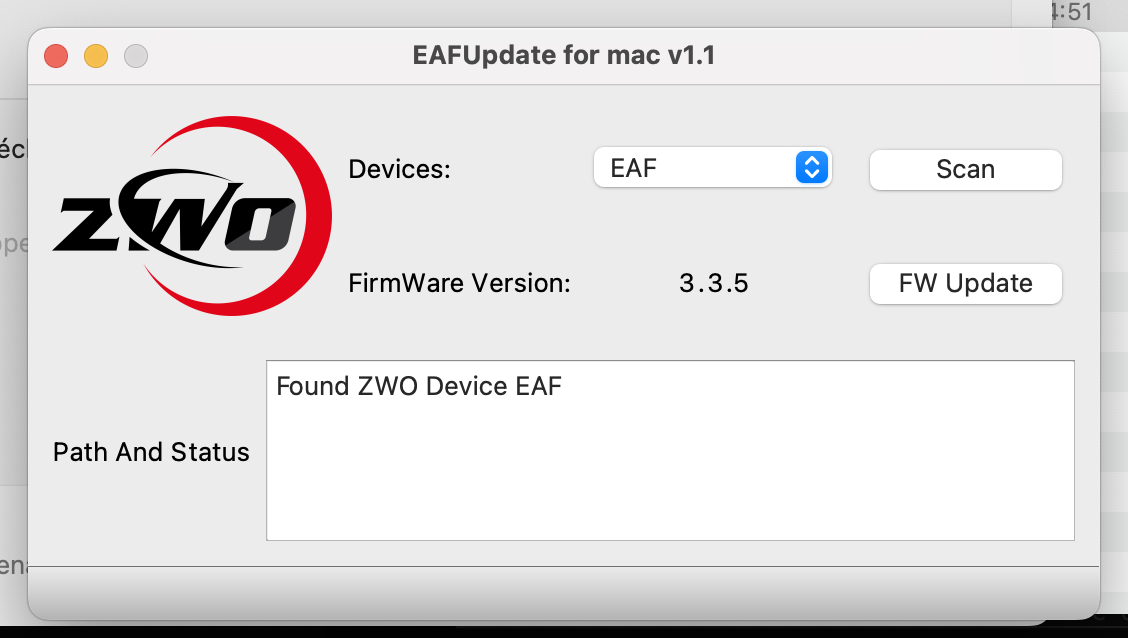 4:51
EAFUpdate for mac v1.1
ZWO
Devices:
EAF
Scan
FirmWare Version:
3.3.5
FW Update
Found ZWO Device EAF
Path And Status